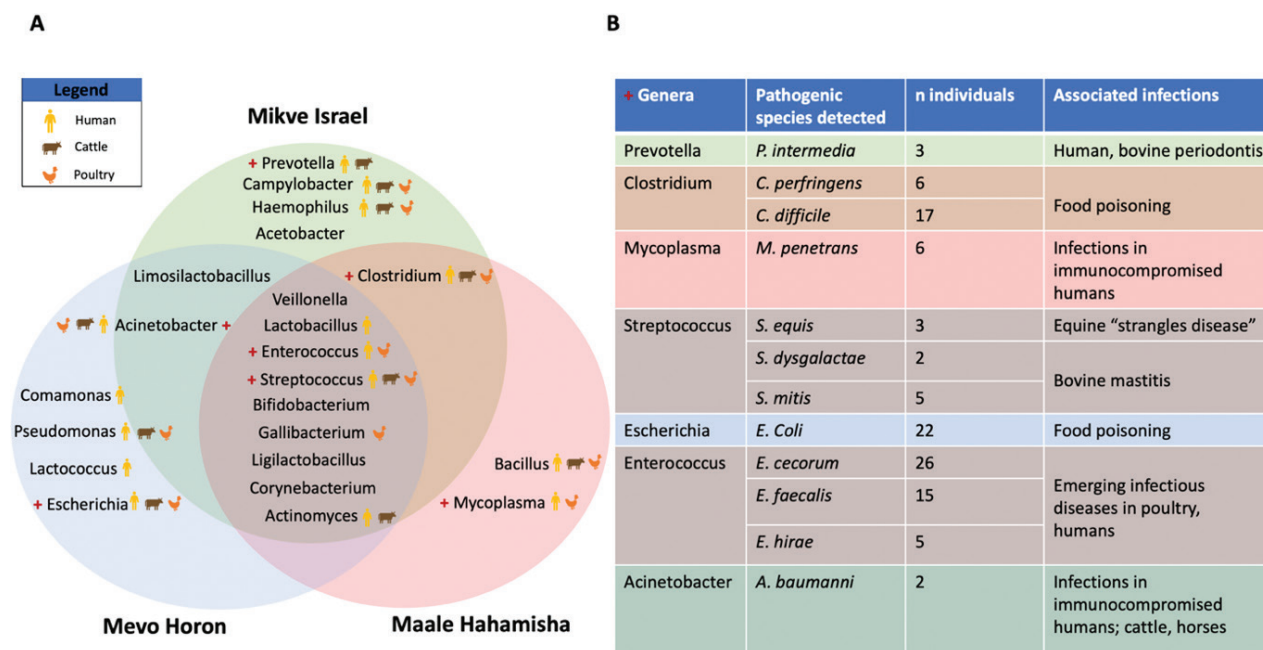 A
B
Legend
Human
Cattle
Poultry
Mikve Israel
+ Prevotella
Campylobacter
Haemophilus
Acetobacter
Limosilactobacillus
+ Clostridium
Veillonella
Acinetobacter +
Lactobacillus
+ Enterococcus
+ Streptococcus
Comamonas
Bifidobacterium
Pseudomonas
Gallibacterium
Lactococcus
Ligilactobacillus
Bacillus
+ Escherichia
Corynebacterium
+ Mycoplasma
Actinomyces
Mevo Horon
Maale Hahamisha
+ Genera
Pathogenic
species detected
n individuals
Associated infections
Prevotella
P. intermedia
3
Human, bovine periodontis
Clostridium
C. perfringens
6
C. difficile
17
Food poisoning
Mycoplasma
M. penetrans
6
Infections in
immunocompromised
humans
Streptococcus
S. equis
3
Equine “strangles disease”
S. dysgalactae
2
S. mitis
5
Bovine mastitis
Escherichia
E. Coli
22
Food poisoning
Enterococcus
E. cecorum
26
E. faecalis
15
E. hirae
5
Emerging infectious
diseases in poultry,
humans
Acinetobacter
A. baumanni
2
Infections in
immunocompromised
humans; cattle, horses